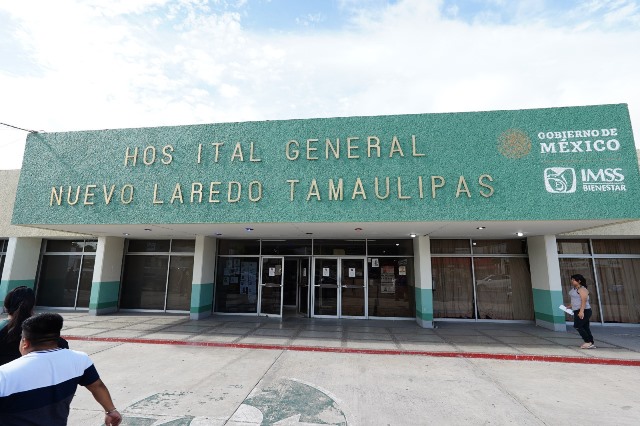 HOS ITAL GENERAL
NUEVO LAREDO TAMAULIPAS
GOBIERNO DE
MÉXICO
IMSS
BIENESTAR